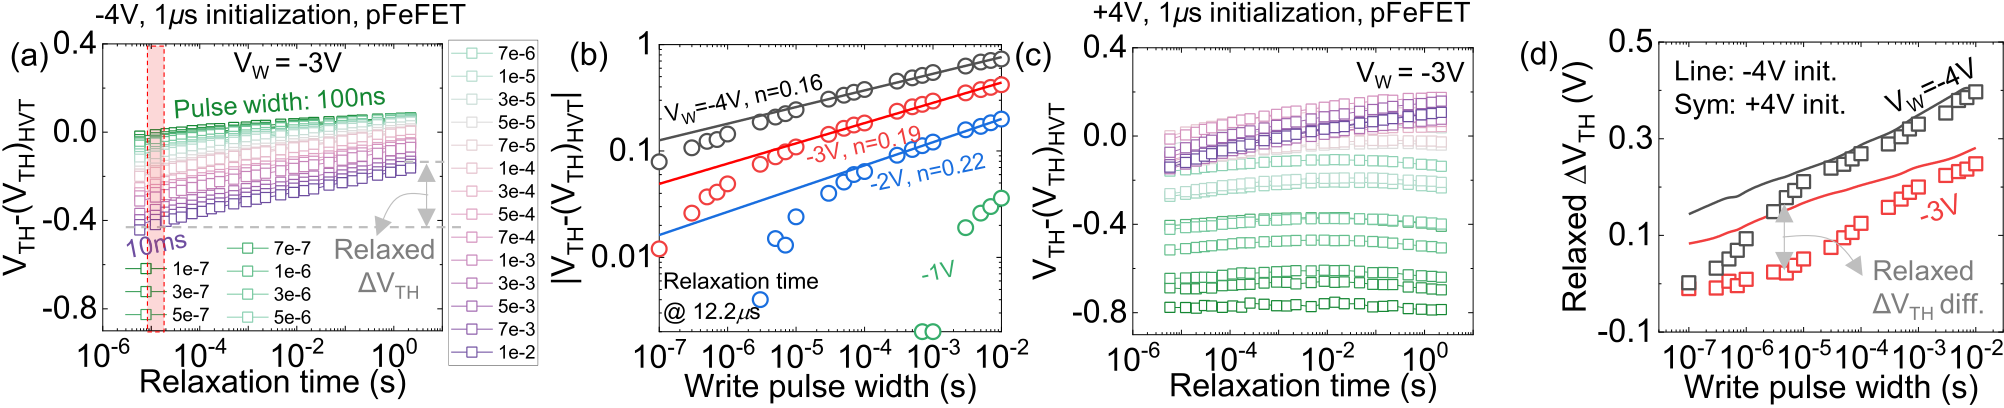 -4V, 1µs initialization, pFeFET
(a)
V_W = -3V
Pulse width: 100ns
10ms
Relaxed
ΔV_TH
1e-7
3e-7
5e-7
7e-7
1e-6
3e-6
5e-6
V_TH-(V_TH)_HVT
0.4
0.0
-0.4
-0.8
10^-6 10^-4 10^-2 10^0
Relaxation time (s)
7e-6
1e-5
3e-5
5e-5
7e-5
1e-4
3e-4
5e-4
7e-4
1e-3
3e-3
5e-3
7e-3
1e-2
(b)
|V_TH-(V_TH)_HVT|
1
0.1
0.01
V_W=-4V, n=0.16
-3V, n=0.19
-2V, n=0.22
-1V
Relaxation time
@ 12.2µs
10^-7 10^-6 10^-5 10^-4 10^-3 10^-2
Write pulse width (s)
+4V, 1µs initialization, pFeFET
(c)
V_W = -3V
V_TH-(V_TH)_HVT
0.4
0.0
-0.4
-0.8
10^-6 10^-4 10^-2 10^0
Relaxation time (s)
(d)
Relaxed ΔV_TH (V)
0.5
0.3
0.1
-0.1
Line: -4V init.
Sym: +4V init.
V_W=-4V
-3V
Relaxed
ΔV_TH diff.
10^-7 10^-6 10^-5 10^-4 10^-3 10^-2
Write pulse width (s)